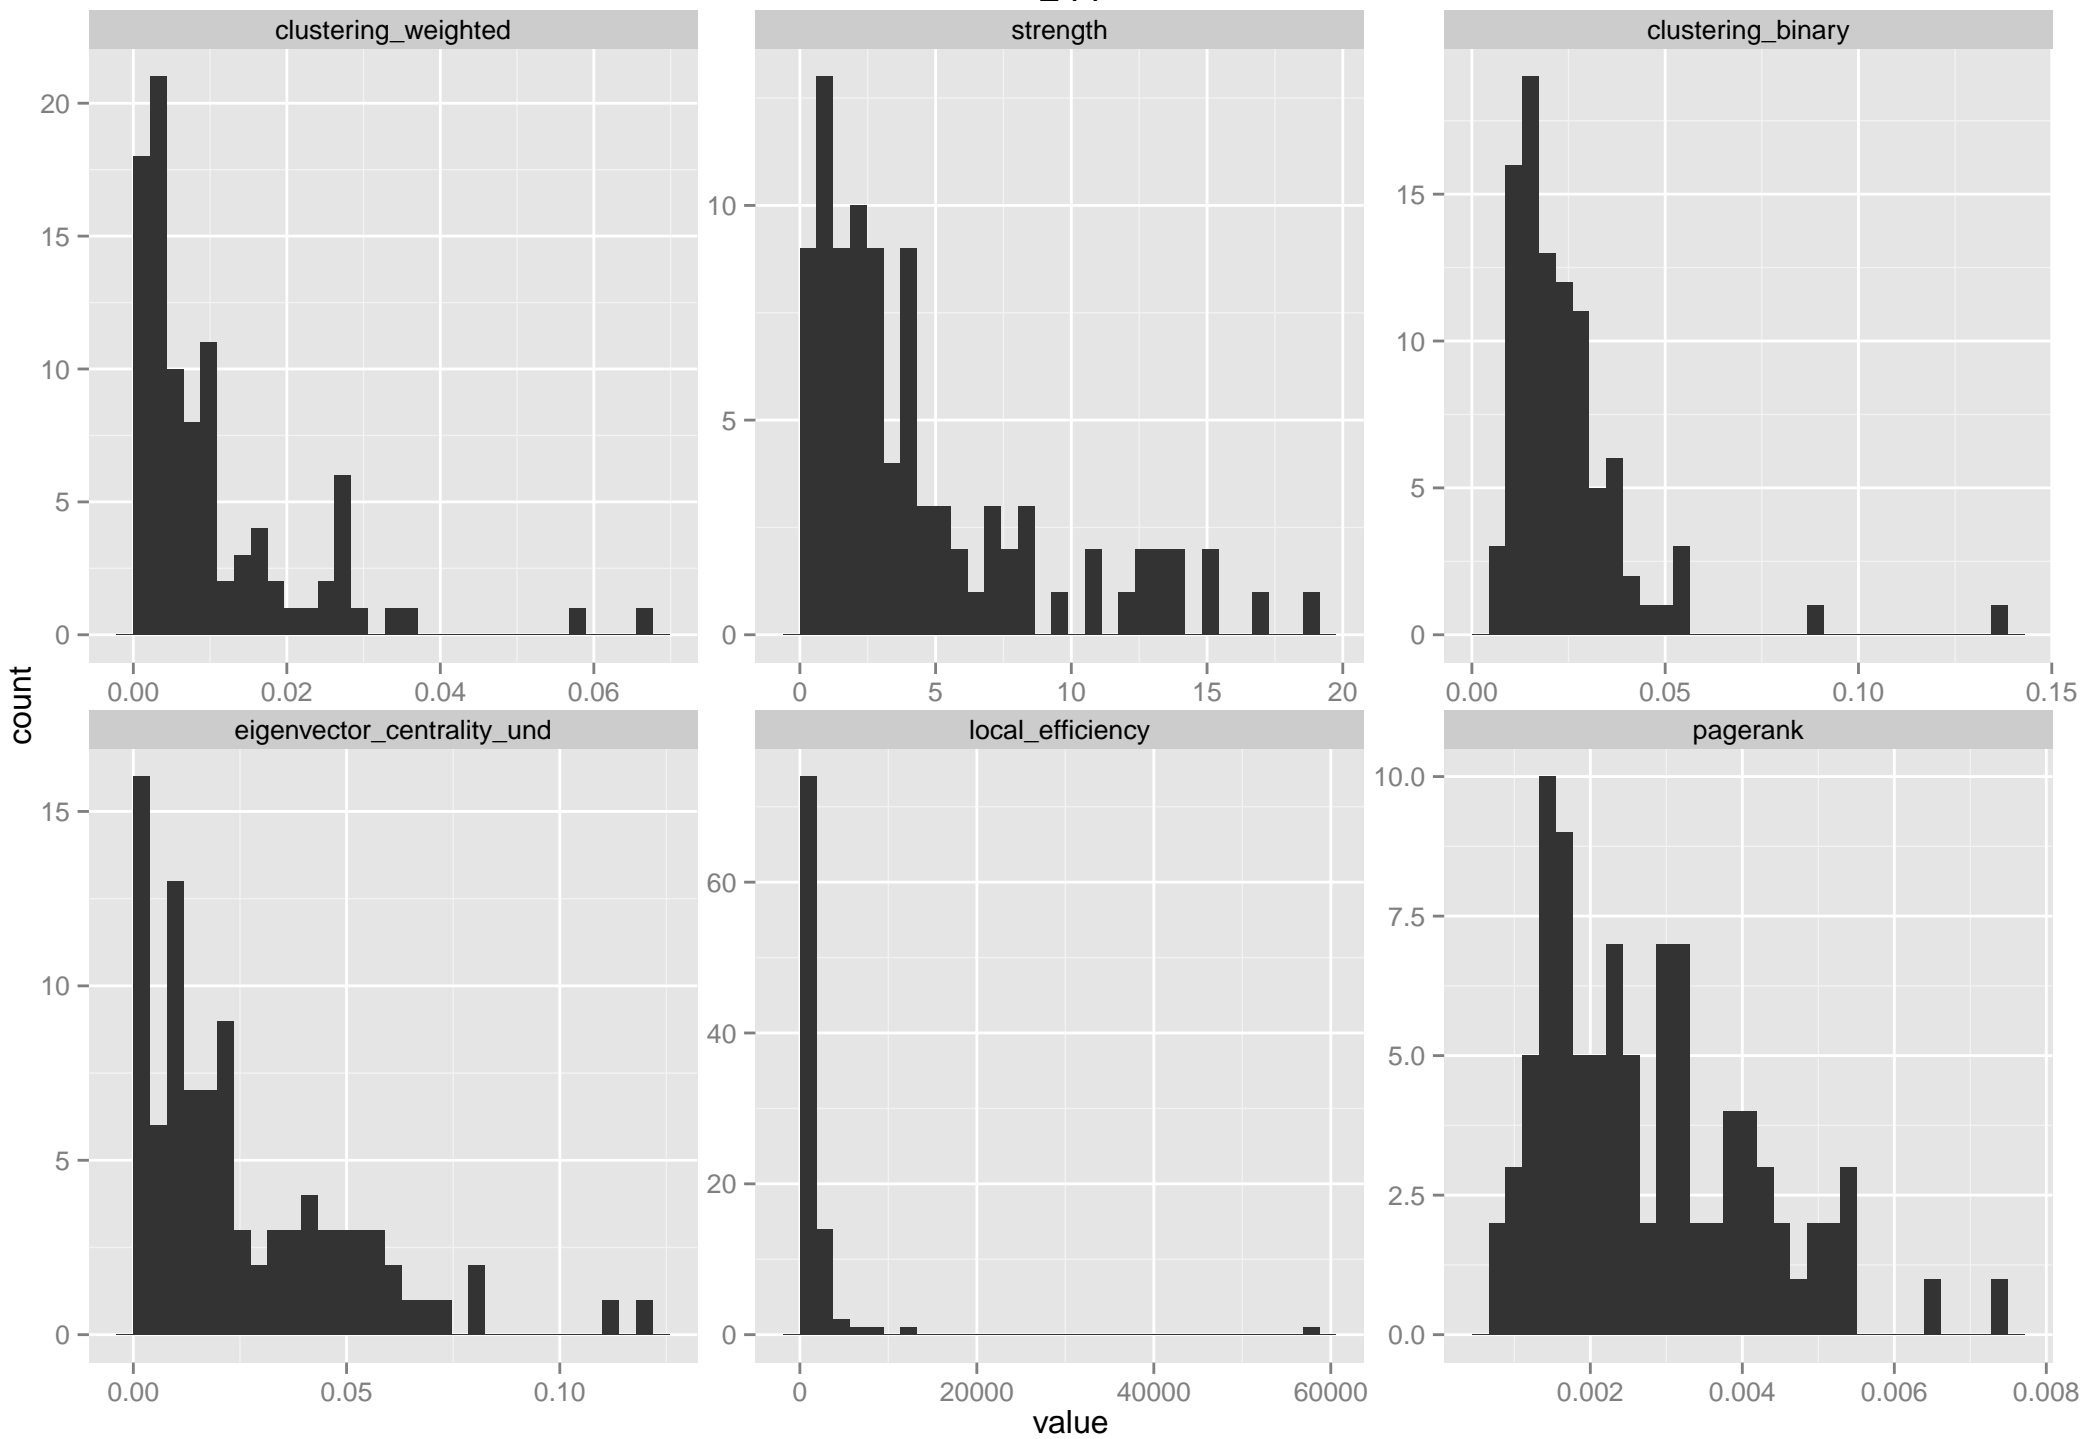 clustering_weighted
strength
clustering_binary
20
15
10
5
0
10
5
0
15
10
5
0
0.00 0.02 0.04 0.06
0 5 10 15 20
0.00 0.05 0.10 0.15
count
eigenvector_centrality_und
local_efficiency
pagerank
15
10
5
0
60
40
20
0
10.0
7.5
5.0
2.5
0.0
0.00 0.05 0.10
0 20000 40000 60000
0.002 0.004 0.006 0.008
value